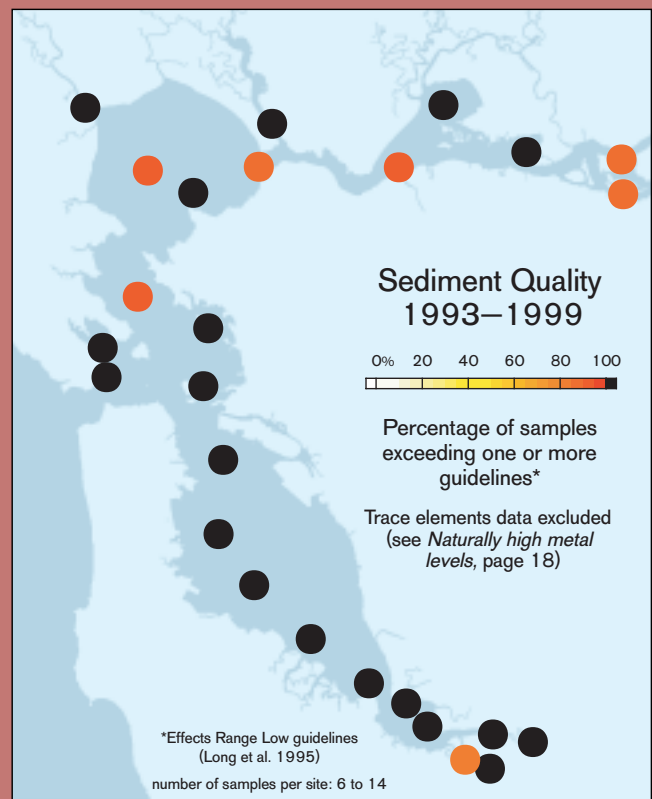 Sediment Quality
1993–1999
0% 20 40 60 80 100
Percentage of samples
exceeding one or more
guidelines*
Trace elements data excluded
(see Naturally high metal
levels, page 18)
*Effects Range Low guidelines
(Long et al. 1995)
number of samples per site: 6 to 14